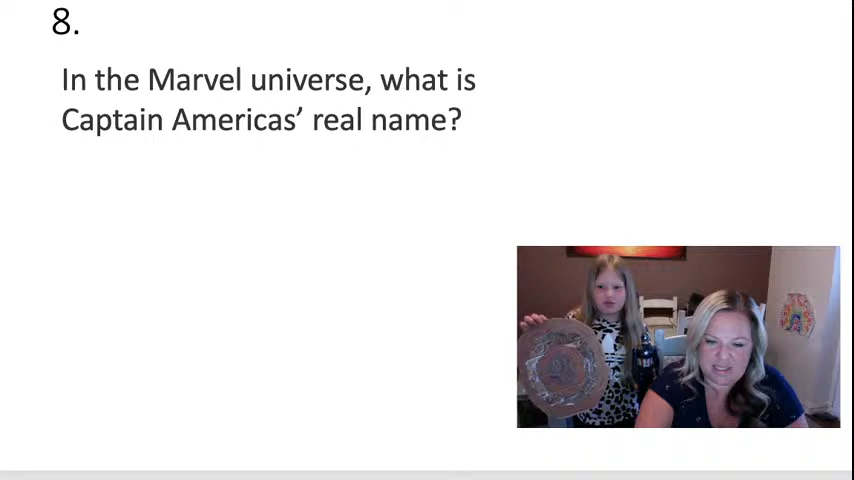 8.
In the Marvel universe, what is
Captain Americas’ real name?